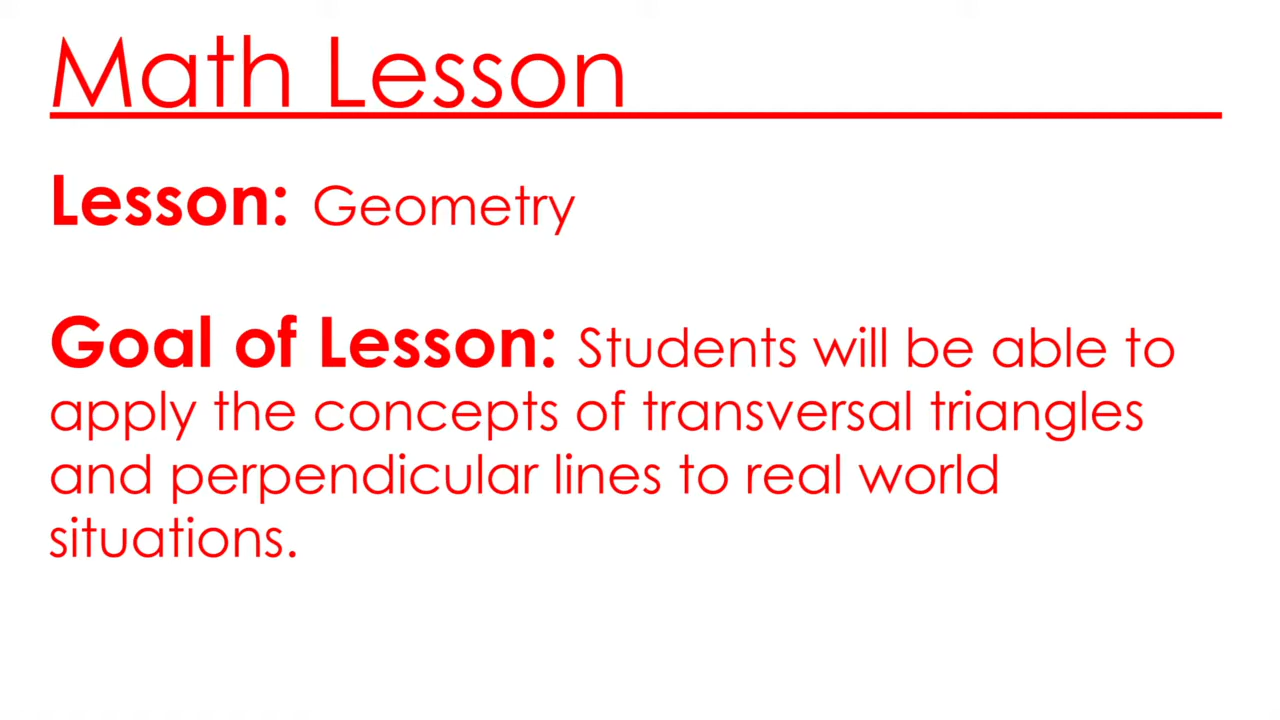 Math Lesson
Lesson: Geometry
Goal of Lesson: Students will be able to
apply the concepts of transversal triangles
and perpendicular lines to real world
situations.